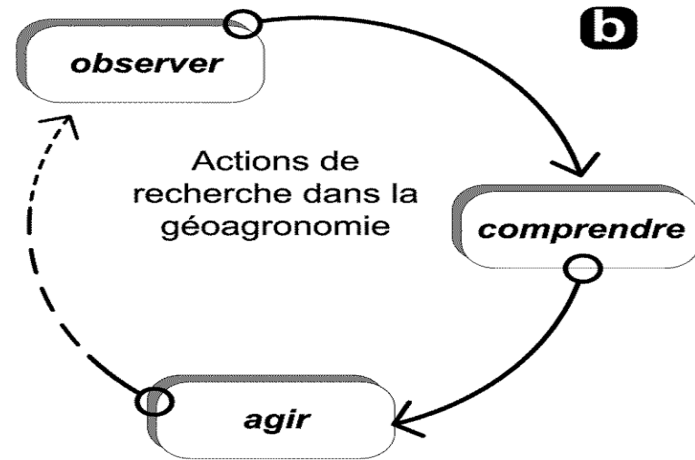 b
observer
Actions de
recherche dans la
géoagronomie
comprendre
agir